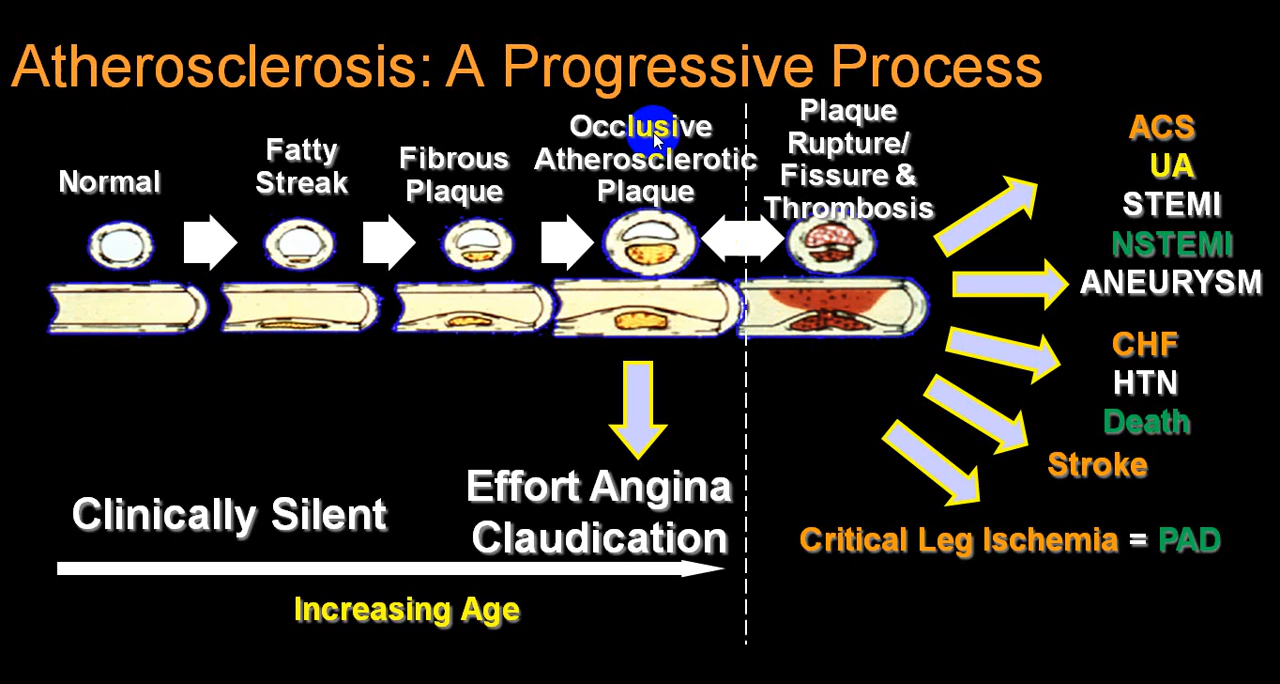 Atherosclerosis: A Progressive Process
Normal
Fatty
Streak
Fibrous
Plaque
Occlusive
Atherosclerotic
Plaque
Plaque
Rupture/
Fissure &
Thrombosis
ACS
UA
STEMI
NSTEMI
ANEURYSM
CHF
HTN
Death
Stroke
Critical Leg Ischemia = PAD
Clinically Silent
Effort Angina
Claudication
Increasing Age